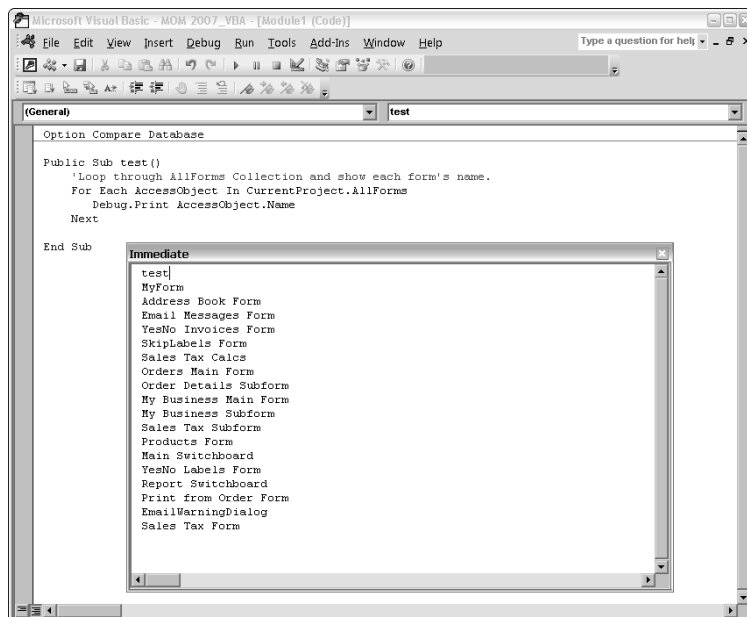 Microsoft Visual Basic - MOM 2007_VBA - [Module1 (Code)]
File Edit View Insert Debug Run Tools Add-Ins Window Help
Type a question for help
(General)
test
Option Compare Database
Public Sub test()
'Loop through AllForms Collection and show each form's name.
For Each AccessObject In CurrentProject.AllForms
Debug.Print AccessObject.Name
Next
End Sub
Immediate
test
MyForm
Address Book Form
Email Messages Form
YesNo Invoices Form
SkipLabels Form
Sales Tax Calcs
Orders Main Form
Order Details Subform
My Business Main Form
My Business Subform
Sales Tax Subform
Products Form
Main Switchboard
YesNo Labels Form
Report Switchboard
Print from Order Form
EmailWarningDialog
Sales Tax Form